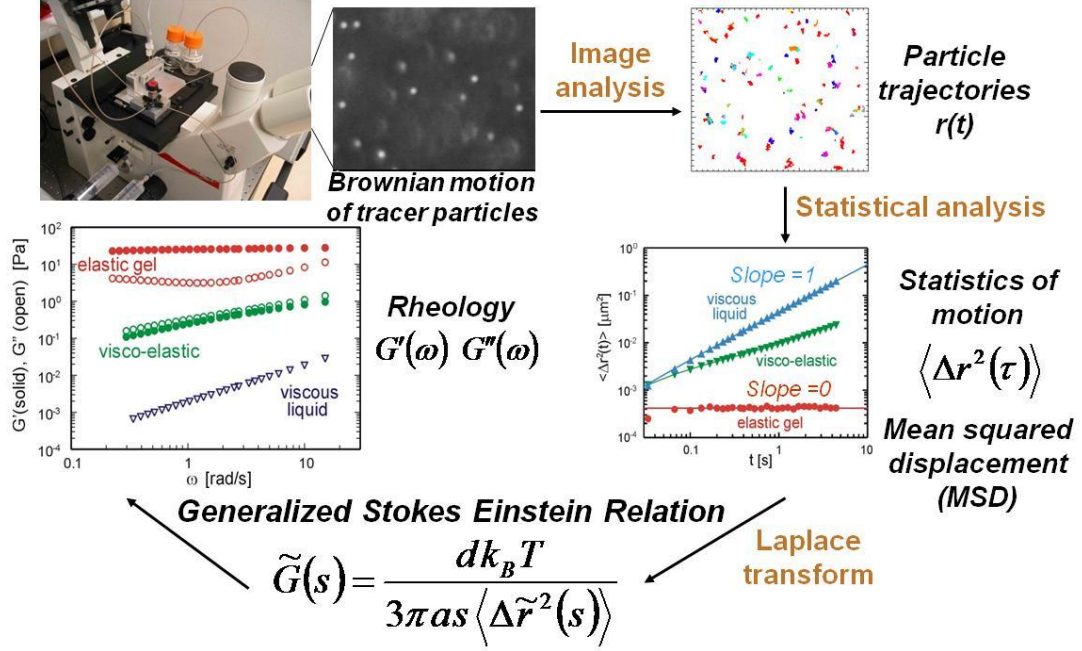 Image
analysis
Particle
trajectories
r(t)
Brownian motion
of tracer particles
Statistical analysis
G'(solid), G" (open) [Pa]
10²
10¹
10⁰
10⁻¹
10⁻²
10⁻³
10⁻⁴
elastic gel
visco-elastic
viscous
liquid
0.1
1
10
ω [rad/s]
Rheology
G'(ω) G"(ω)
<Δr²(t)> [μm²]
10⁰
10⁻¹
10⁻²
10⁻³
10⁻⁴
Slope =1
viscous
liquid
visco-elastic
Slope =0
elastic gel
0.1
1
10
t [s]
Statistics of
motion
⟨Δr²(τ)⟩
Mean squared
displacement
(MSD)
Generalized Stokes Einstein Relation
G̃(s) = dk_BT / 3πas⟨Δr̃²(s)⟩
Laplace
transform